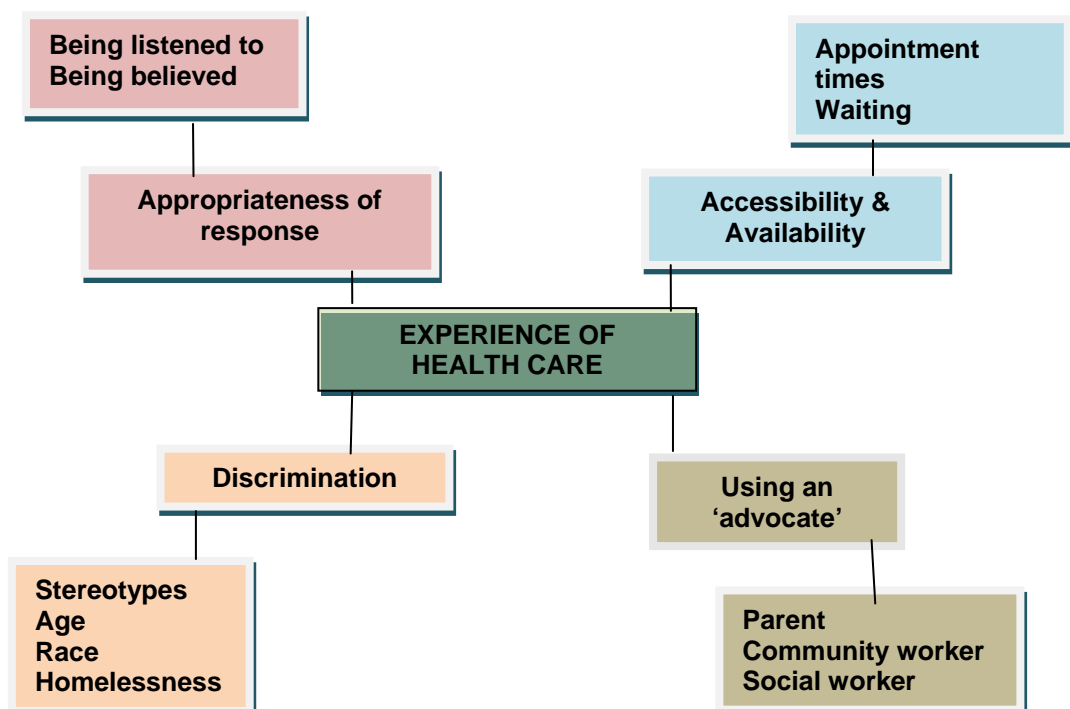 Being listened to
Being believed
Appointment
times
Waiting
Appropriateness of
response
Accessibility &
Availability
EXPERIENCE OF
HEALTH CARE
Discrimination
Using an
‘advocate’
Stereotypes
Age
Race
Homelessness
Parent
Community worker
Social worker